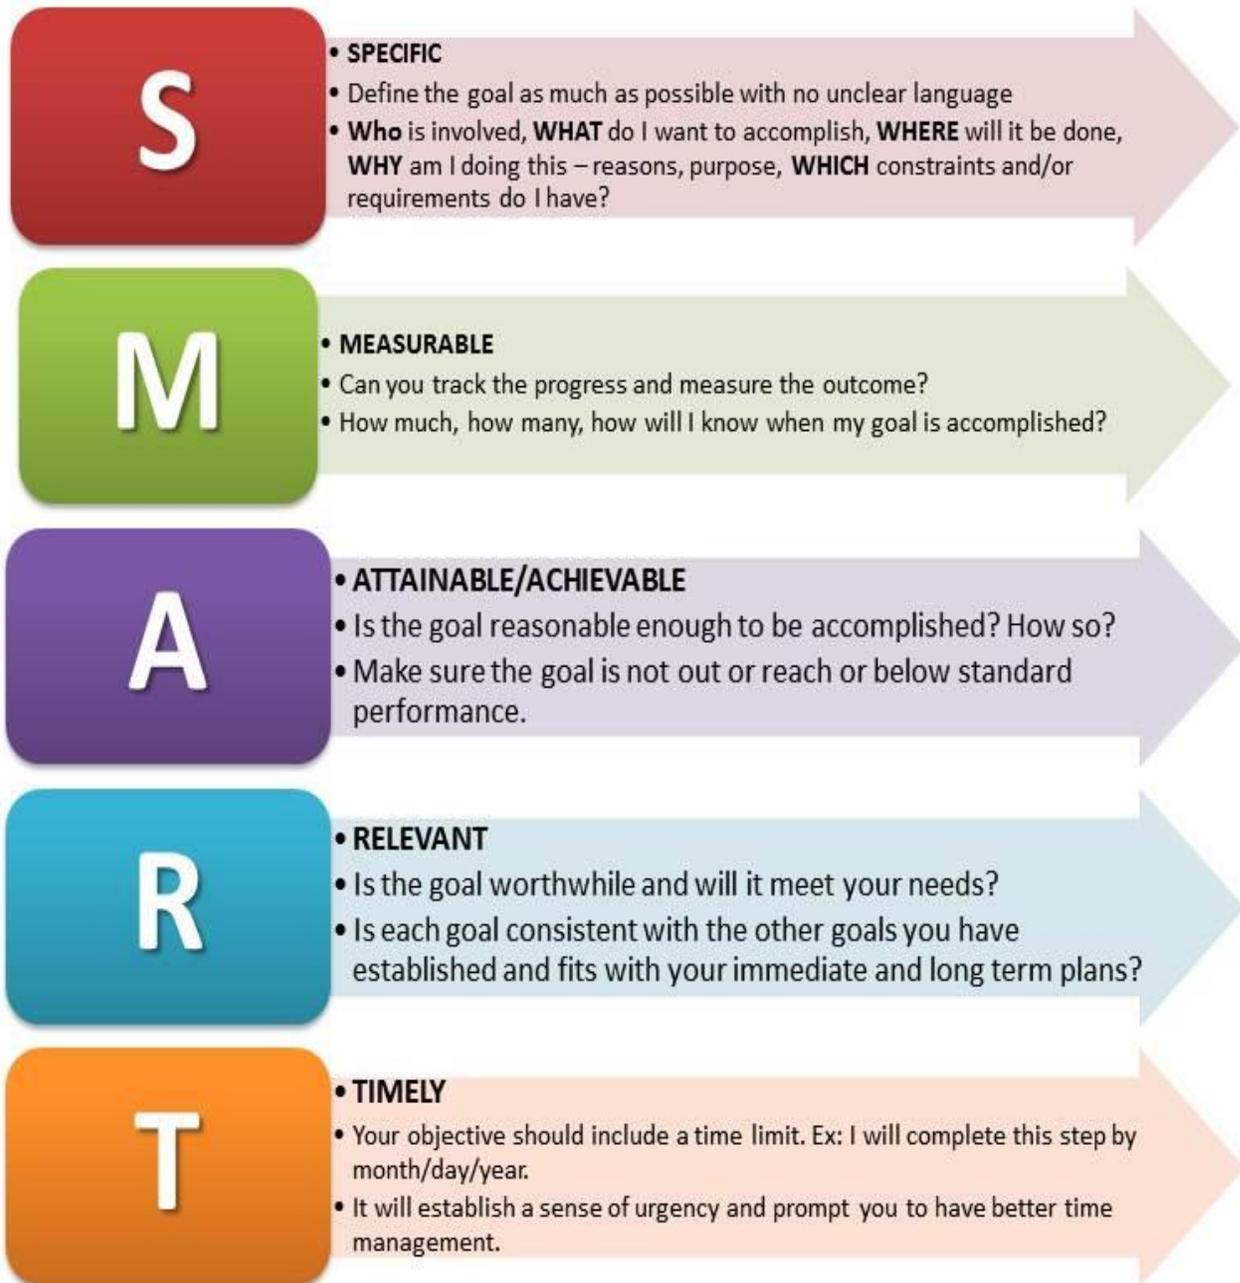 S
• SPECIFIC
• Define the goal as much as possible with no unclear language
• Who is involved, WHAT do I want to accomplish, WHERE will it be done,
WHY am I doing this – reasons, purpose, WHICH constraints and/or
requirements do I have?
M
• MEASURABLE
• Can you track the progress and measure the outcome?
• How much, how many, how will I know when my goal is accomplished?
A
• ATTAINABLE/ACHIEVABLE
• Is the goal reasonable enough to be accomplished? How so?
• Make sure the goal is not out or reach or below standard
performance.
R
• RELEVANT
• Is the goal worthwhile and will it meet your needs?
• Is each goal consistent with the other goals you have
established and fits with your immediate and long term plans?
T
• TIMELY
• Your objective should include a time limit. Ex: I will complete this step by
month/day/year.
• It will establish a sense of urgency and prompt you to have better time
management.